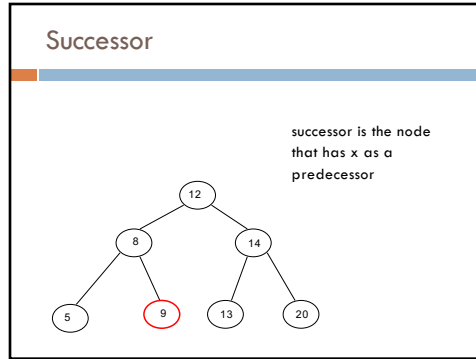 Successor
successor is the node
that has x as a
predecessor
12
8 14
5 9 13 20